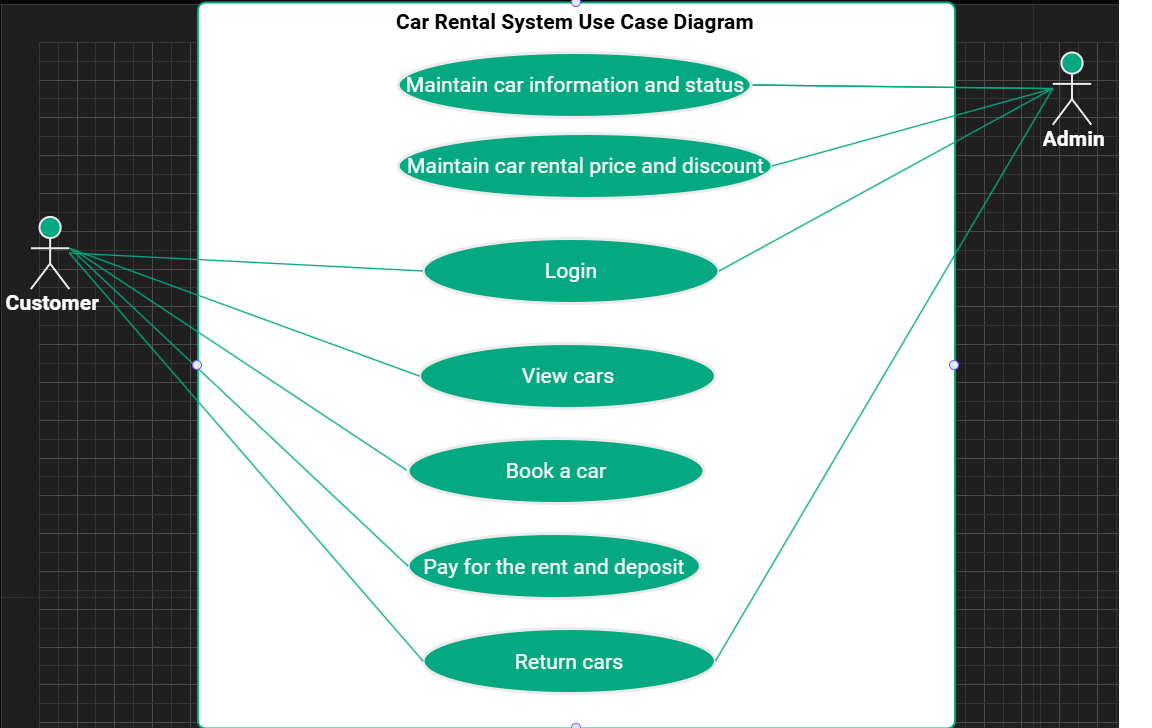 Car Rental System Use Case Diagram
Maintain car information and status
Admin
Maintain car rental price and discount
Login
Customer
View cars
Book a car
Pay for the rent and deposit
Return cars